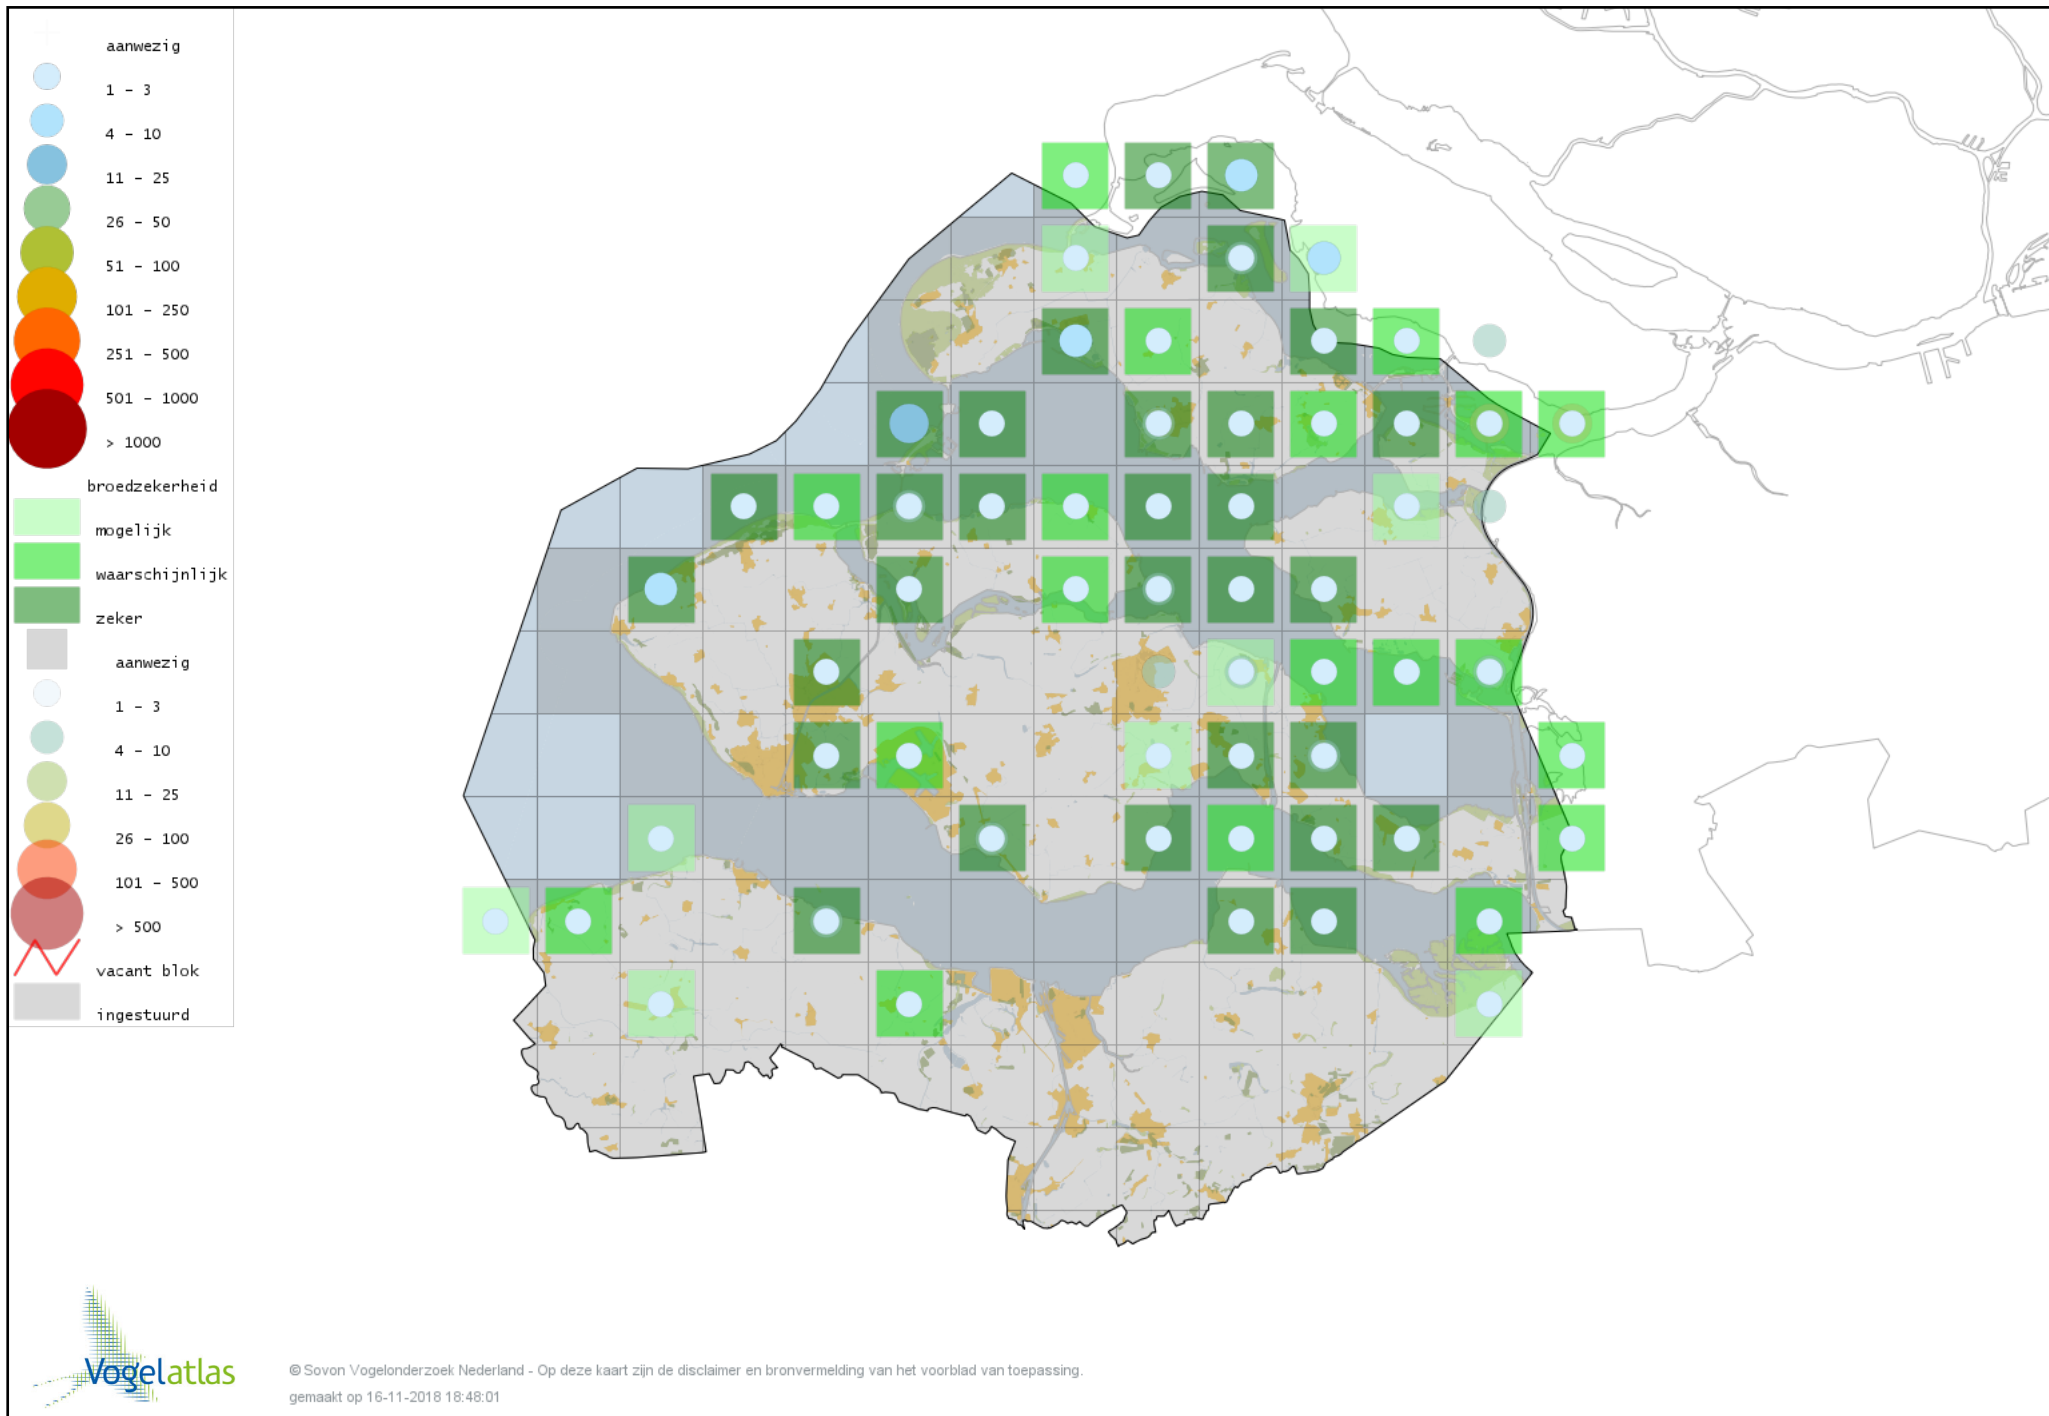 aanwezig
1 - 3
4 - 10
11 - 25
26 - 50
51 - 100
101 - 250
251 - 500
501 - 1000
> 1000
broedzekerheid
mogelijk
waarschijnlijk
zeker
aanwezig
1 - 3
4 - 10
11 - 25
26 - 100
101 - 500
> 500
vacant blok
ingestuurd
Vogelatlas
© Sovon Vogelonderzoek Nederland - Op deze kaart zijn de disclaimer en bronvermelding van het voorblad van toepassing.
gemaakt op 16-11-2018 18:48:01